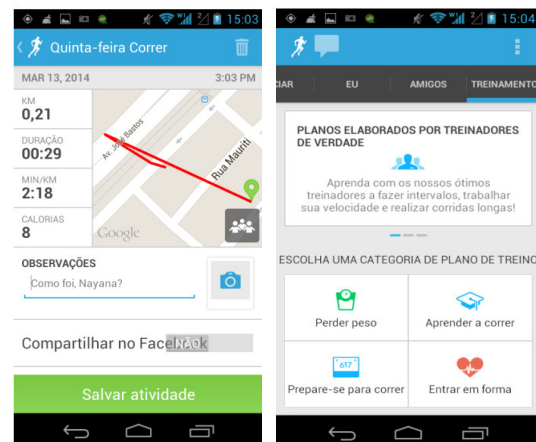 15:03
Quinta-feira Correr
MAR 13, 2014 3:03 PM
KM
0,21
DURAÇÃO
00:29
MIN/KM
2:18
CALORIAS
8
Av. José Bastos
Rua Mauriti
Google
OBSERVAÇÕES
Como foi, Nayana?
Compartilhar no Facebook NÃO
Salvar atividade
15:04
CIAR EU AMIGOS TREINAMENTO
PLANOS ELABORADOS POR TREINADORES
DE VERDADE
Aprenda com os nossos ótimos
treinadores a fazer intervalos, trabalhar
sua velocidade e realizar corridas longas!
ESCOLHA UMA CATEGORIA DE PLANO DE TREINO
Perder peso
Aprender a correr
617
Prepare-se para correr
Entrar em forma